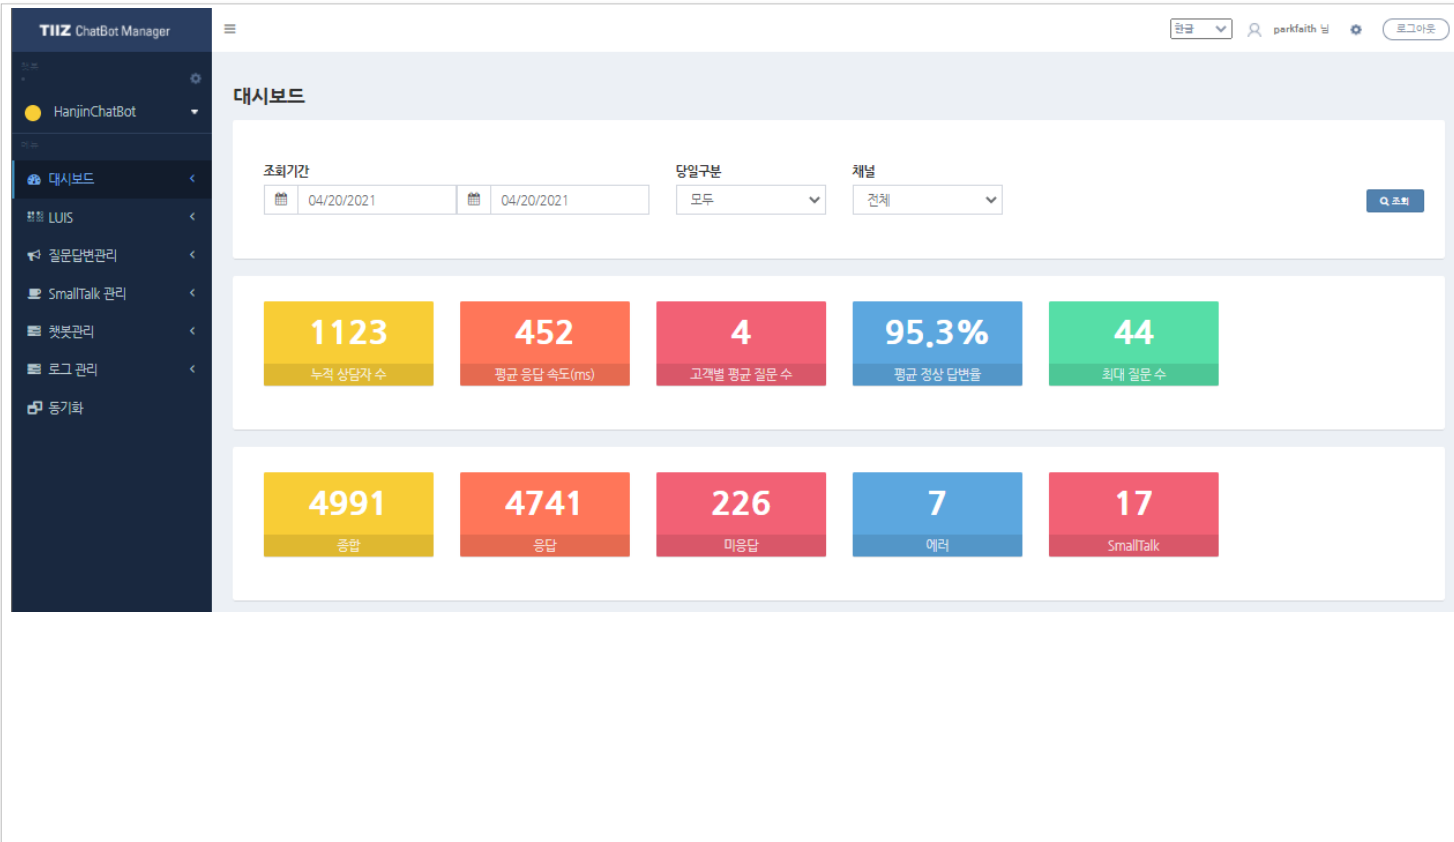 TIIZ ChatBot Manager
한글
parkfaith 님
로그아웃
HanjinChatBot
대시보드
LUIS
질문답변관리
SmallTalk 관리
챗봇관리
로그 관리
동기화
대시보드
조회기간
당일구분
채널
04/20/2021
04/20/2021
모두
전체
조회
1123
누적 상담자 수
452
평균 응답 속도(ms)
4
고객별 평균 질문 수
95.3%
평균 정상 답변율
44
최대 질문 수
4991
종합
4741
응답
226
미응답
7
에러
17
SmallTalk